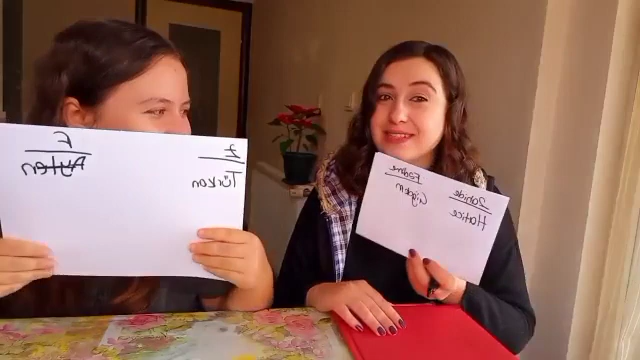 F
Ayten
Z
Türkan
Fadime
Çiğdem
Zahide
Hatice